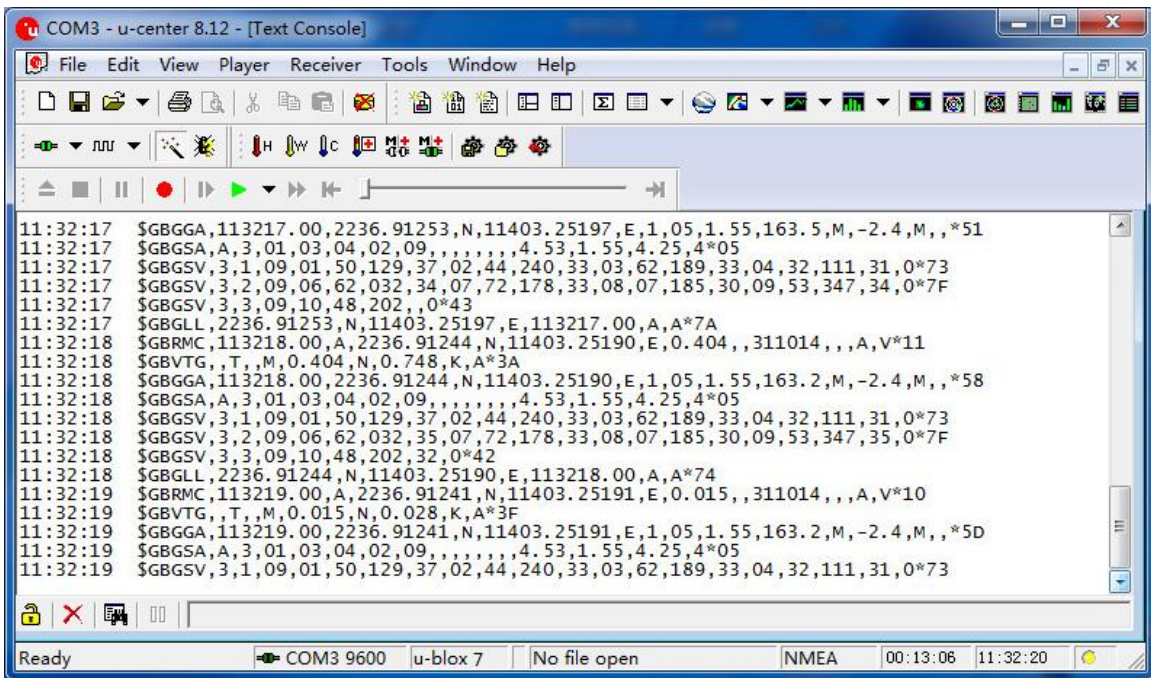 COM3 - u-center 8.12 - [Text Console]
File Edit View Player Receiver Tools Window Help
11:32:17 $GBGGA,113217.00,2236.91253,N,11403.25197,E,1,05,1.55,163.5,M,-2.4,M,,*51
11:32:17 $GBGSA,A,3,01,03,04,02,09,,,,,,,,4.53,1.55,4.25,4*05
11:32:17 $GBGSV,3,1,09,01,50,129,37,02,44,240,33,03,62,189,33,04,32,111,31,0*73
11:32:17 $GBGSV,3,2,09,06,62,032,34,07,72,178,33,08,07,185,30,09,53,347,34,0*7F
11:32:17 $GBGSV,3,3,09,10,48,202,,0*43
11:32:17 $GBGLL,2236.91253,N,11403.25197,E,113217.00,A,A*7A
11:32:18 $GBRMC,113218.00,A,2236.91244,N,11403.25190,E,0.404,,311014,,,A,V*11
11:32:18 $GBVTG,,T,,M,0.404,N,0.748,K,A*3A
11:32:18 $GBGGA,113218.00,2236.91244,N,11403.25190,E,1,05,1.55,163.2,M,-2.4,M,,*58
11:32:18 $GBGSA,A,3,01,03,04,02,09,,,,,,,,4.53,1.55,4.25,4*05
11:32:18 $GBGSV,3,1,09,01,50,129,37,02,44,240,33,03,62,189,33,04,32,111,31,0*73
11:32:18 $GBGSV,3,2,09,06,62,032,35,07,72,178,33,08,07,185,30,09,53,347,35,0*7F
11:32:18 $GBGSV,3,3,09,10,48,202,32,0*42
11:32:18 $GBGLL,2236.91244,N,11403.25190,E,113218.00,A,A*74
11:32:19 $GBRMC,113219.00,A,2236.91241,N,11403.25191,E,0.015,,311014,,,A,V*10
11:32:19 $GBVTG,,T,,M,0.015,N,0.028,K,A*3F
11:32:19 $GBGGA,113219.00,2236.91241,N,11403.25191,E,1,05,1.55,163.2,M,-2.4,M,,*5D
11:32:19 $GBGSA,A,3,01,03,04,02,09,,,,,,,,4.53,1.55,4.25,4*05
11:32:19 $GBGSV,3,1,09,01,50,129,37,02,44,240,33,03,62,189,33,04,32,111,31,0*73
Ready COM3 9600 u-blox 7 No file open NMEA 00:13:06 11:32:20